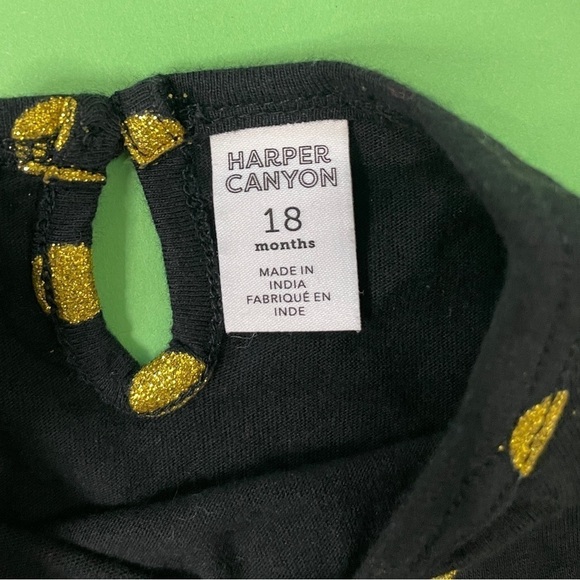 HARPER
CANYON
18
months
MADE IN
INDIA
FABRIQUÉ EN
INDE